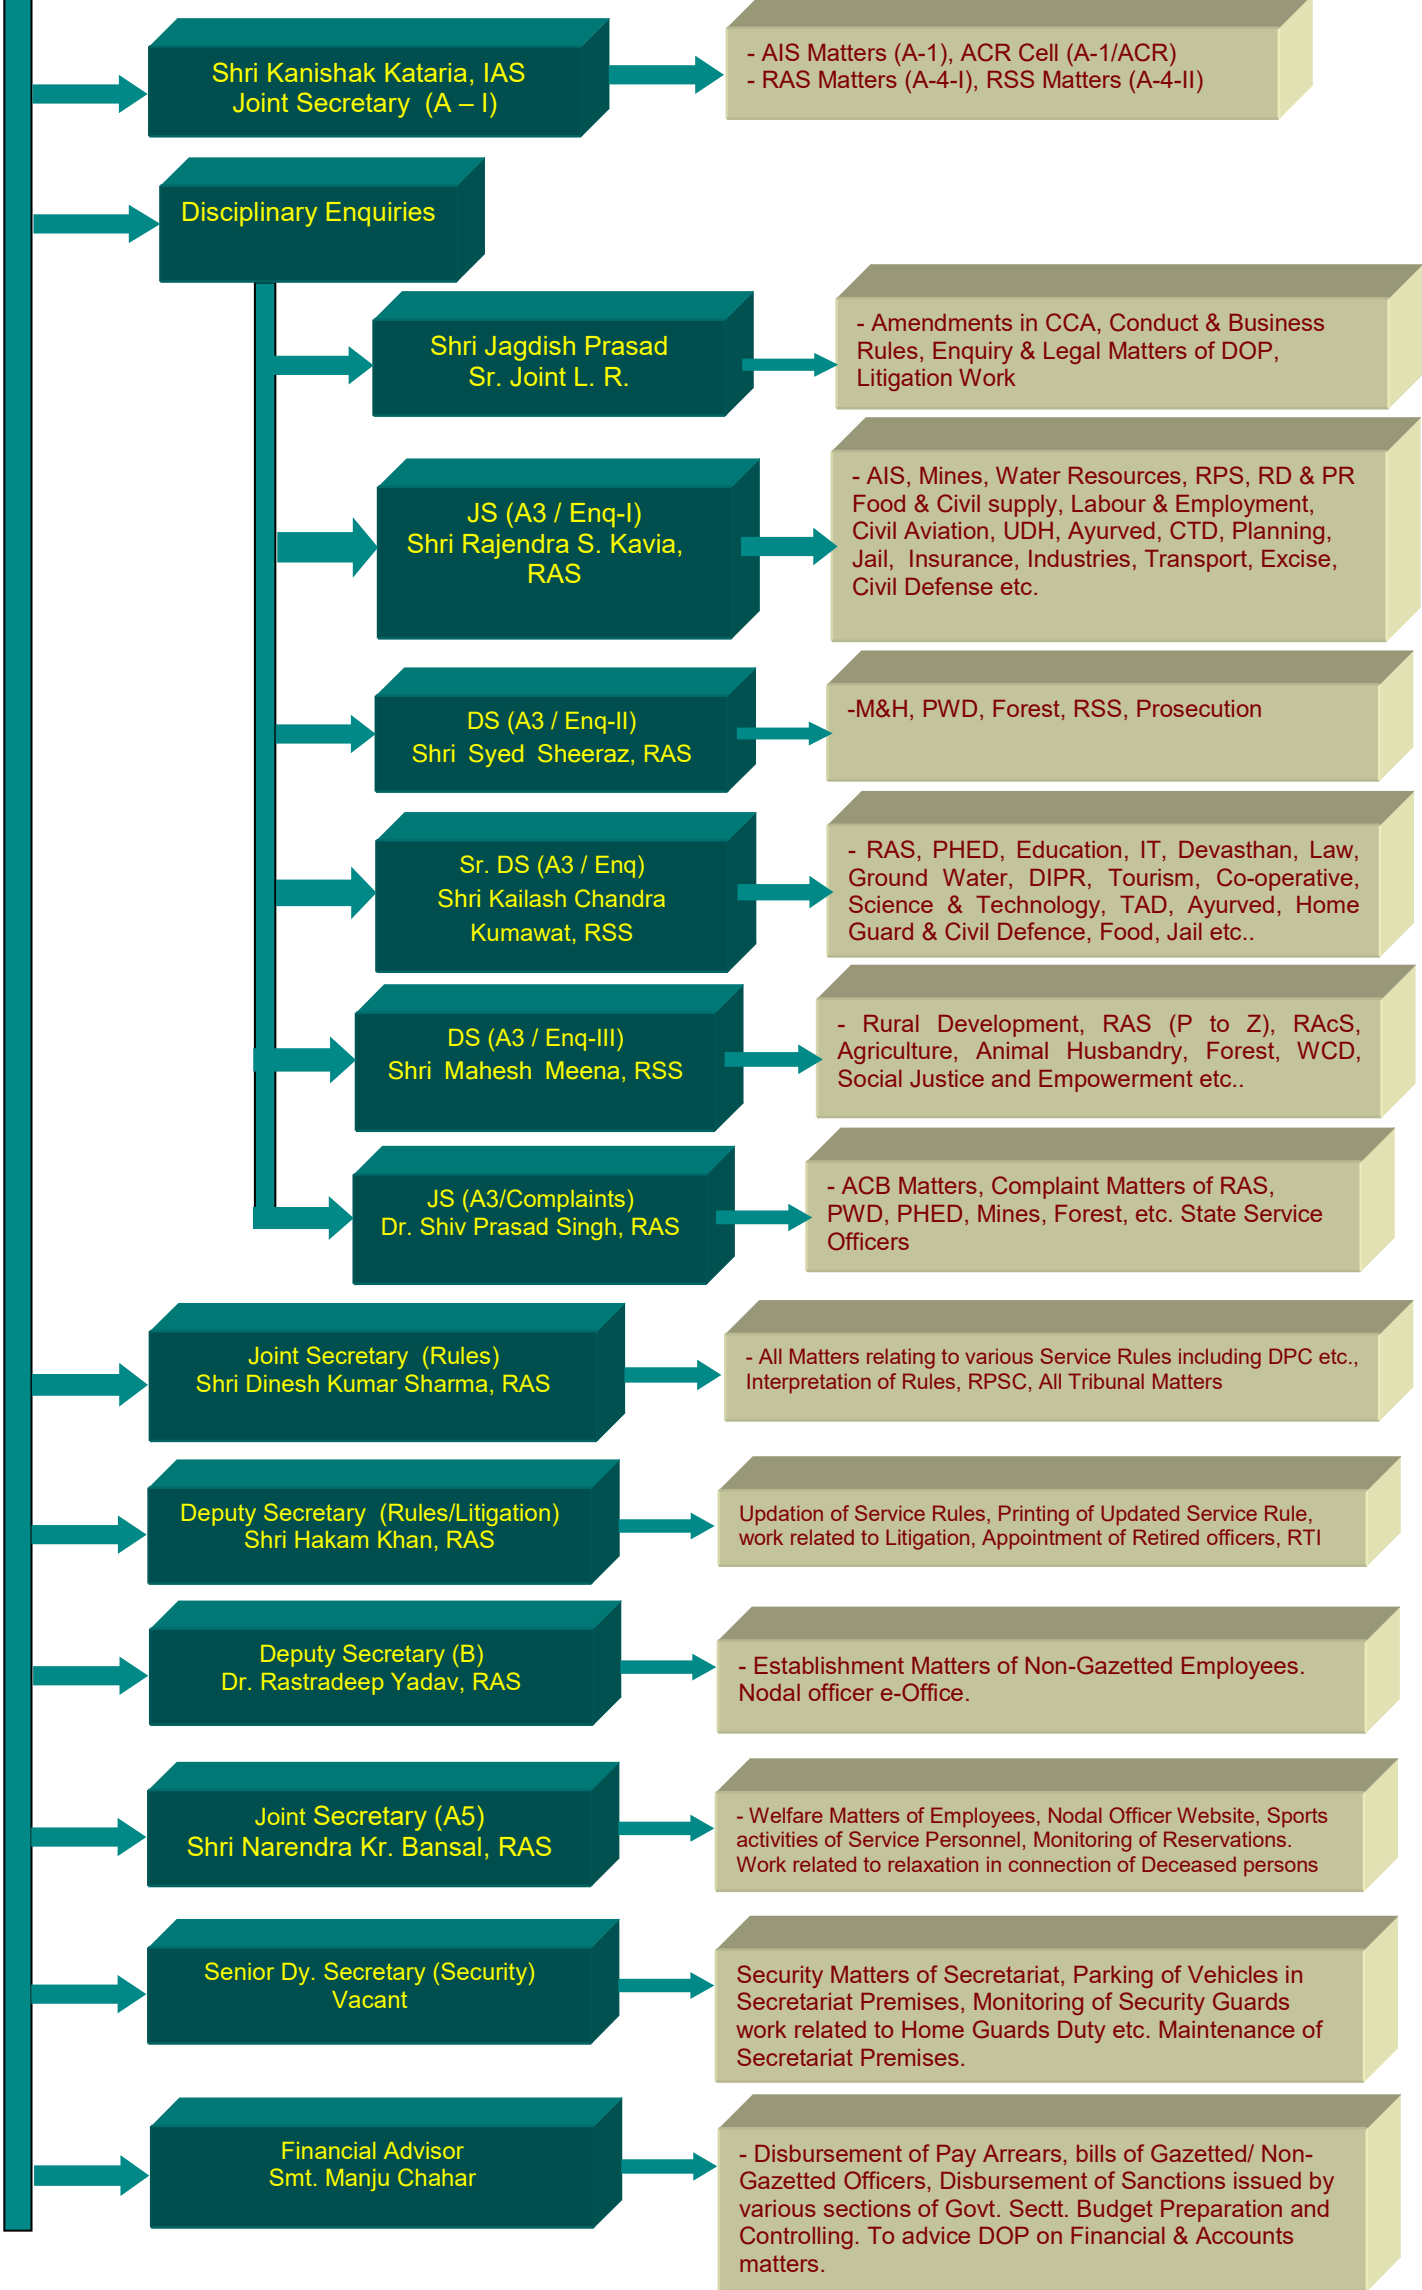 Shri Kanishak Kataria, IAS
Joint Secretary (A – I)
- AIS Matters (A-1), ACR Cell (A-1/ACR)
- RAS Matters (A-4-I), RSS Matters (A-4-II)
Disciplinary Enquiries
Shri Jagdish Prasad
Sr. Joint L. R.
- Amendments in CCA, Conduct & Business
Rules, Enquiry & Legal Matters of DOP,
Litigation Work
JS (A3 / Enq-I)
Shri Rajendra S. Kavia,
RAS
- AIS, Mines, Water Resources, RPS, RD & PR
Food & Civil supply, Labour & Employment,
Civil Aviation, UDH, Ayurved, CTD, Planning,
Jail, Insurance, Industries, Transport, Excise,
Civil Defense etc.
DS (A3 / Enq-II)
Shri Syed Sheeraz, RAS
-M&H, PWD, Forest, RSS, Prosecution
Sr. DS (A3 / Enq)
Shri Kailash Chandra
Kumawat, RSS
- RAS, PHED, Education, IT, Devasthan, Law,
Ground Water, DIPR, Tourism, Co-operative,
Science & Technology, TAD, Ayurved, Home
Guard & Civil Defence, Food, Jail etc..
DS (A3 / Enq-III)
Shri Mahesh Meena, RSS
- Rural Development, RAS (P to Z), RAcS,
Agriculture, Animal Husbandry, Forest, WCD,
Social Justice and Empowerment etc..
JS (A3/Complaints)
Dr. Shiv Prasad Singh, RAS
- ACB Matters, Complaint Matters of RAS,
PWD, PHED, Mines, Forest, etc. State Service
Officers
Joint Secretary (Rules)
Shri Dinesh Kumar Sharma, RAS
- All Matters relating to various Service Rules including DPC etc.,
Interpretation of Rules, RPSC, All Tribunal Matters
Deputy Secretary (Rules/Litigation)
Shri Hakam Khan, RAS
Updation of Service Rules, Printing of Updated Service Rule,
work related to Litigation, Appointment of Retired officers, RTI
Deputy Secretary (B)
Dr. Rastradeep Yadav, RAS
- Establishment Matters of Non-Gazetted Employees.
Nodal officer e-Office.
Joint Secretary (A5)
Shri Narendra Kr. Bansal, RAS
- Welfare Matters of Employees, Nodal Officer Website, Sports
activities of Service Personnel, Monitoring of Reservations.
Work related to relaxation in connection of Deceased persons
Senior Dy. Secretary (Security)
Vacant
Security Matters of Secretariat, Parking of Vehicles in
Secretariat Premises, Monitoring of Security Guards
work related to Home Guards Duty etc. Maintenance of
Secretariat Premises.
Financial Advisor
Smt. Manju Chahar
- Disbursement of Pay Arrears, bills of Gazetted/ Non-
Gazetted Officers, Disbursement of Sanctions issued by
various sections of Govt. Sectt. Budget Preparation and
Controlling. To advice DOP on Financial & Accounts
matters.